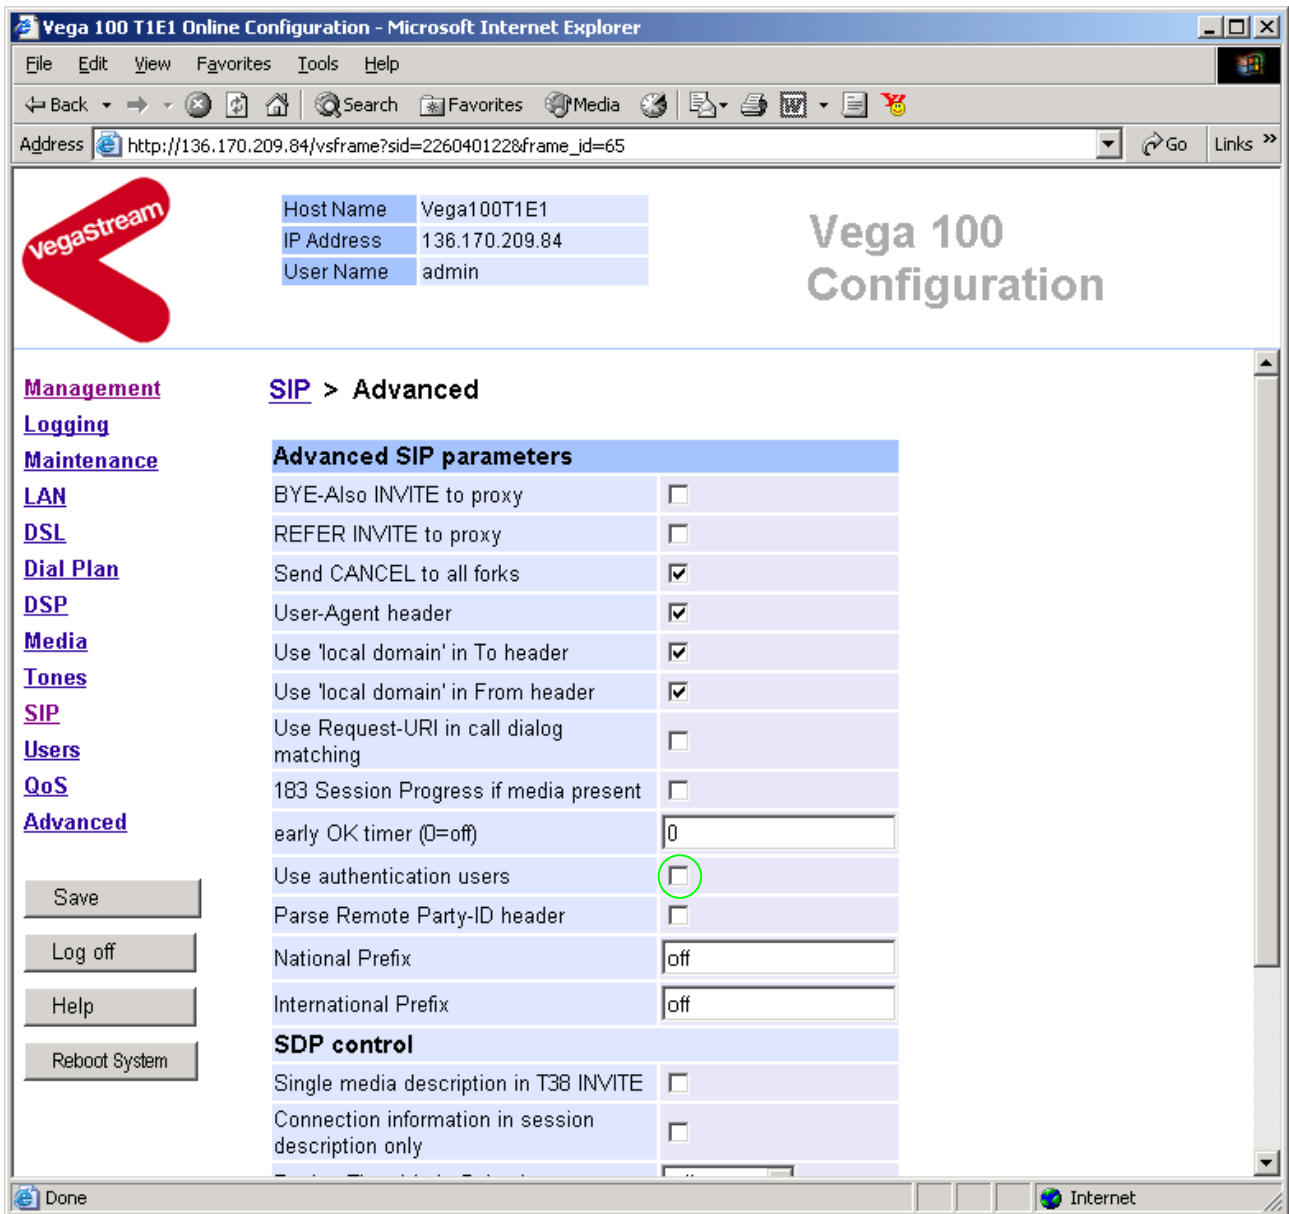 Vega 100 T1E1 Online Configuration - Microsoft Internet Explorer
File Edit View Favorites Tools Help
Back Search Favorites Media
Address http://136.170.209.84/vsframe?sid=226040122&frame_id=65 Go Links »
vegastream
Host Name Vega100T1E1
IP Address 136.170.209.84
User Name admin
Vega 100
Configuration
Management
Logging
Maintenance
LAN
DSL
Dial Plan
DSP
Media
Tones
SIP
Users
QoS
Advanced
Save
Log off
Help
Reboot System
SIP > Advanced
Advanced SIP parameters
BYE-Also INVITE to proxy
REFER INVITE to proxy
Send CANCEL to all forks
User-Agent header
Use 'local domain' in To header
Use 'local domain' in From header
Use Request-URI in call dialog
matching
183 Session Progress if media present
early OK timer (0=off) 0
Use authentication users
Parse Remote Party-ID header
National Prefix off
International Prefix off
SDP control
Single media description in T38 INVITE
Connection information in session
description only
Done Internet